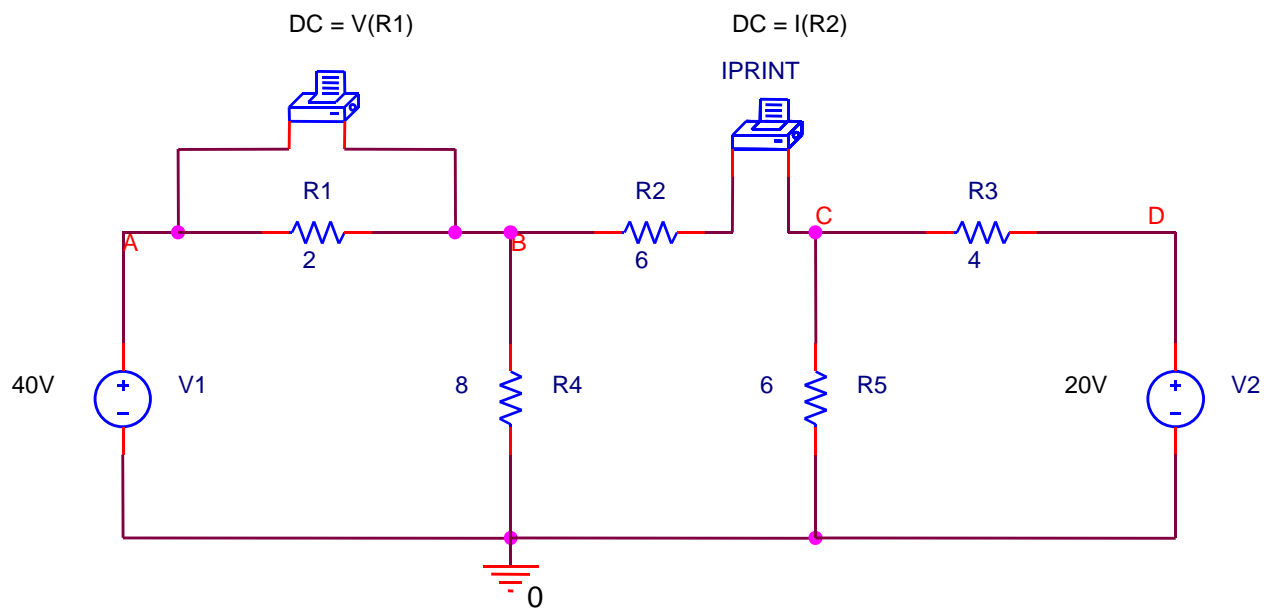 DC = V(R1)
DC = I(R2)
IPRINT
R1
R2
R3
A
B
C
D
2
6
4
40V
V1
8
R4
6
R5
20V
V2
0